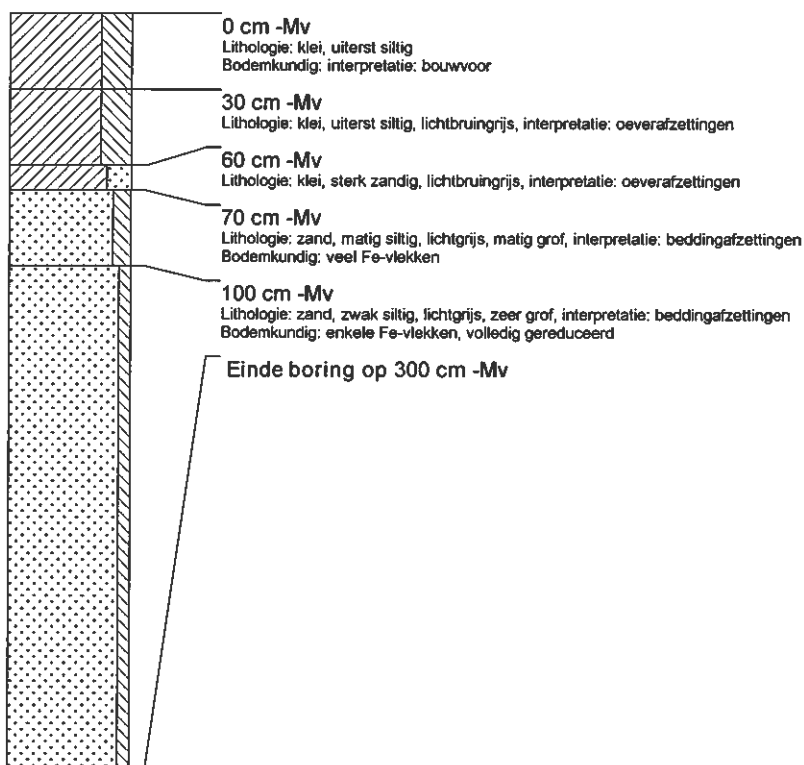 0 cm -Mv
Lithologie: klei, uiterst siltig
Bodemkundig: interpretatie: bouwvoor
30 cm -Mv
Lithologie: klei, uiterst siltig, lichtbruingrijs, interpretatie: oeverafzettingen
60 cm -Mv
Lithologie: klei, sterk zandig, lichtbruingrijs, interpretatie: oeverafzettingen
70 cm -Mv
Lithologie: zand, matig siltig, lichtgrijs, matig grof, interpretatie: beddingafzettingen
Bodemkundig: veel Fe-vlekken
100 cm -Mv
Lithologie: zand, zwak siltig, lichtgrijs, zeer grof, interpretatie: beddingafzettingen
Bodemkundig: enkele Fe-vlekken, volledig gereduceerd
Einde boring op 300 cm -Mv